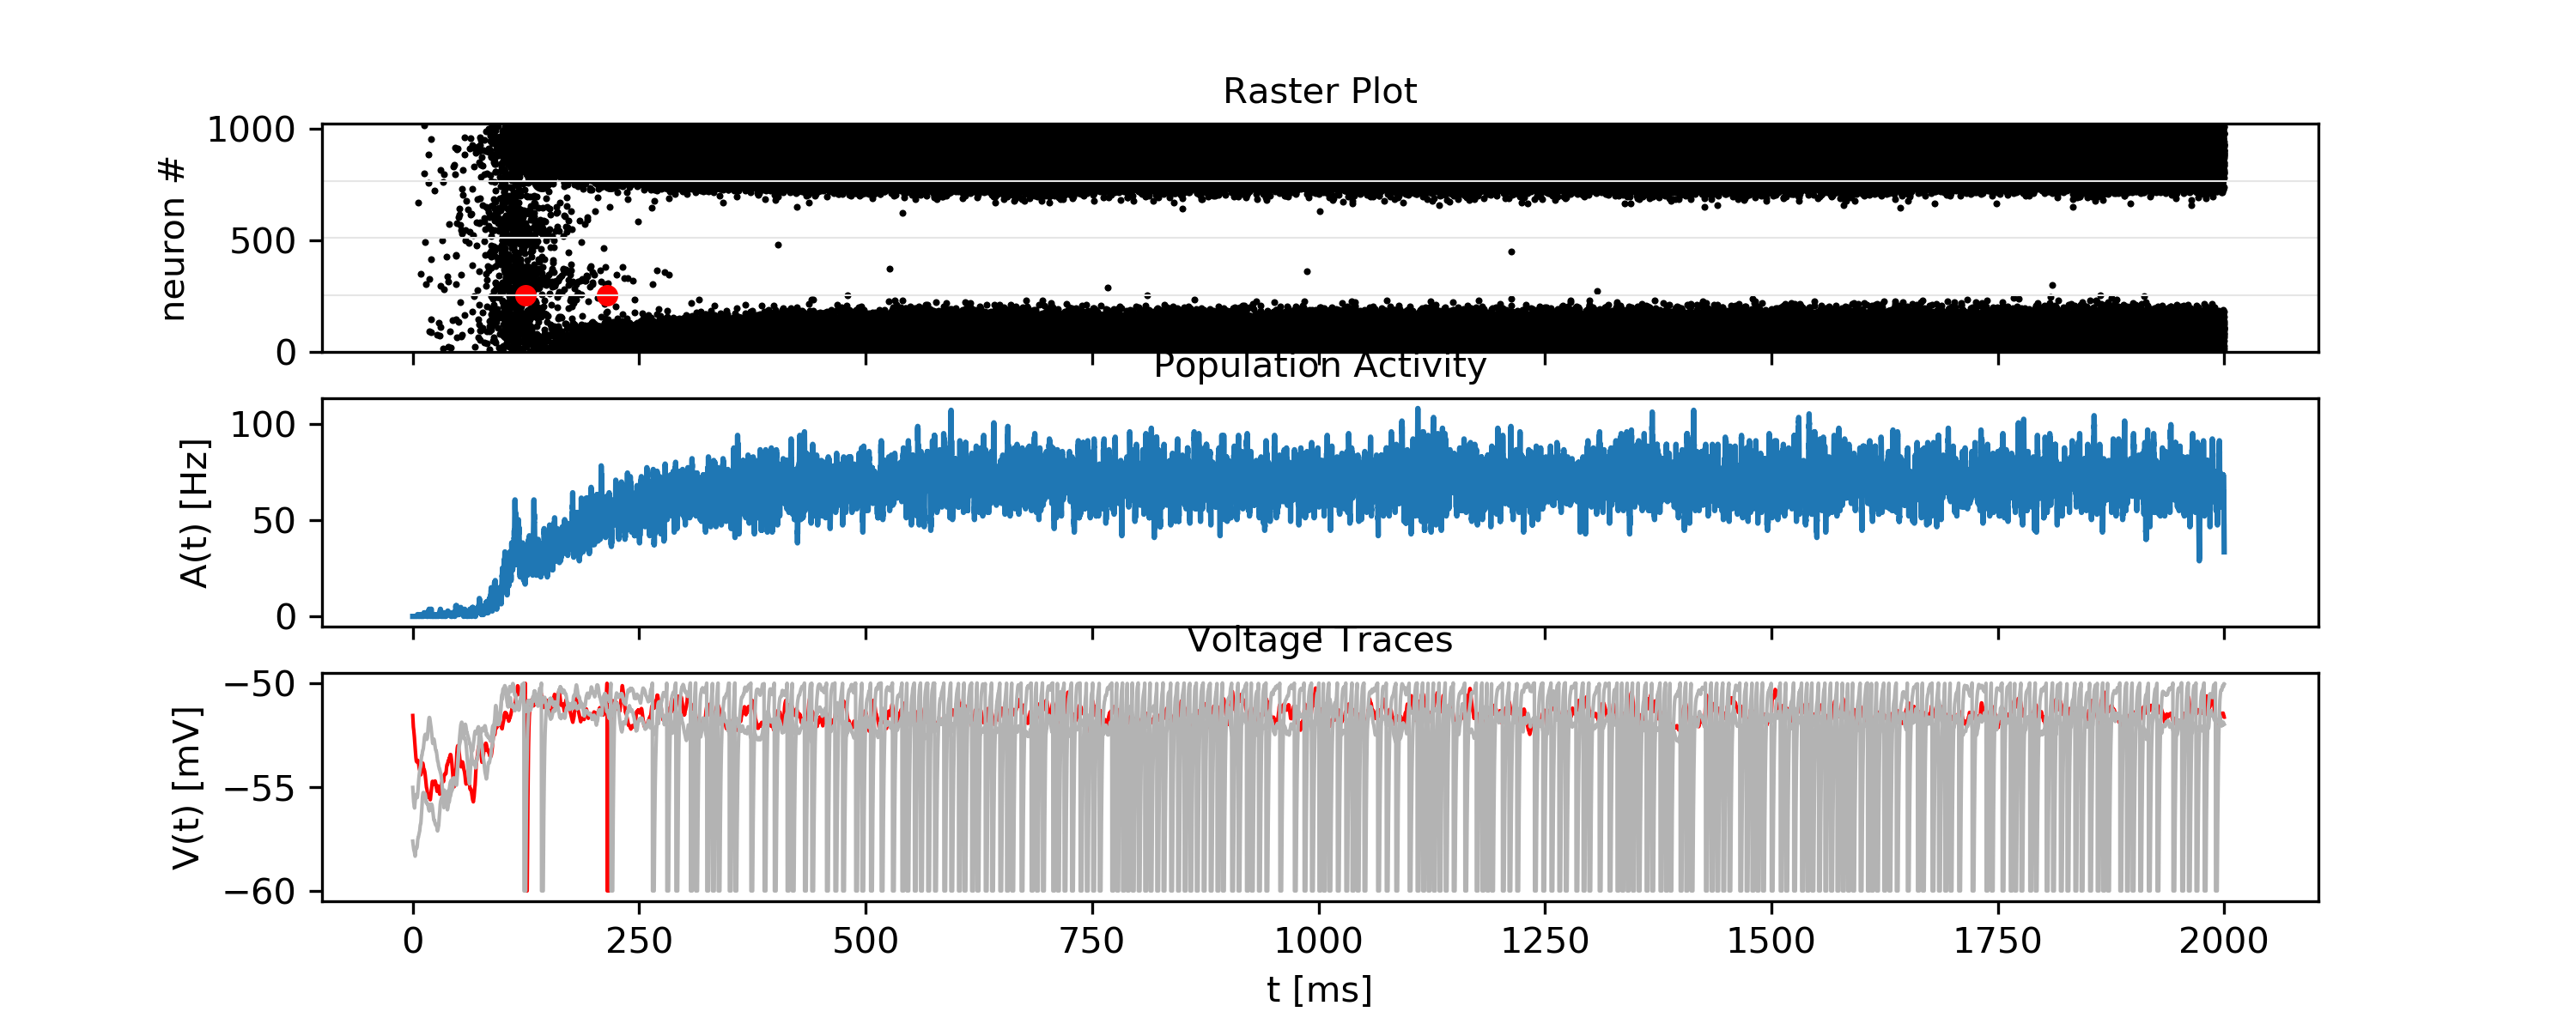 Raster Plot
1000
500
0
neuron #
Population Activity
100
50
0
A(t) [Hz]
Voltage Traces
−50
−55
−60
V(t) [mV]
0 250 500 750 1000 1250 1500 1750 2000
t [ms]